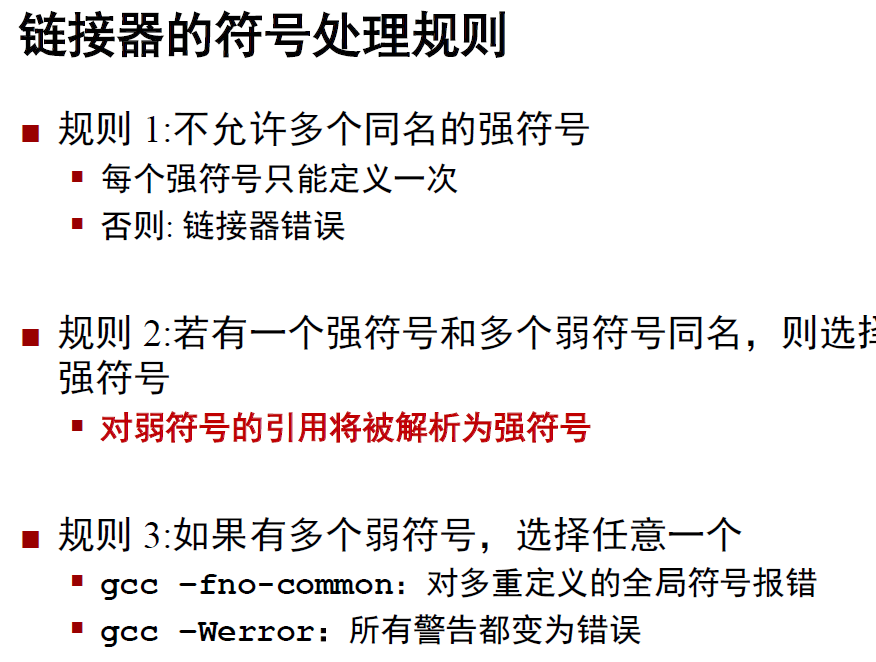 链接器的符号处理规则
规则 1:不允许多个同名的强符号
每个强符号只能定义一次
否则: 链接器错误
规则 2:若有一个强符号和多个弱符号同名，则选择
强符号
对弱符号的引用将被解析为强符号
规则 3:如果有多个弱符号，选择任意一个
gcc –fno-common：对多重定义的全局符号报错
gcc –Werror：所有警告都变为错误